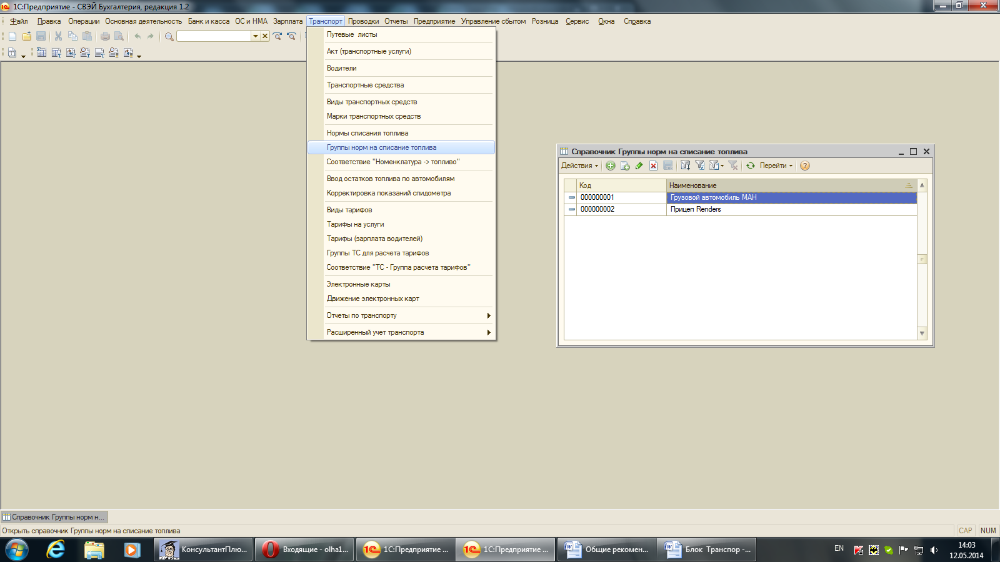 1С:Предприятие - СВЭЙ Бухгалтерия, редакция 1.2
Файл Правка Операции Основная деятельность Банк и касса ОС и НМА Зарплата Транспорт Проводки Отчеты Предприятие Управление сбытом Розница Сервис Окна Справка
Путевые листы
Акт (транспортные услуги)
Водители
Транспортные средства
Виды транспортных средств
Марки транспортных средств
Нормы списания топлива
Группы норм на списание топлива
Соответствие "Номенклатура -> топливо"
Ввод остатков топлива по автомобилям
Корректировка показаний спидометра
Виды тарифов
Тарифы на услуги
Тарифы (зарплата водителей)
Группы ТС для расчета тарифов
Соответствие "ТС - Группа расчета тарифов"
Электронные карты
Движение электронных карт
Отчеты по транспорту
Расширенный учет транспорта
Справочник Группы норм на списание топлива
Действия Перейти
Код Наименование
000000001 Грузовой автомобиль МАН
000000002 Прицеп Renders
Справочник Группы норм н...
Открыть справочник Группы норм на списание топлива
CAP NUM
КонсультантПлю... Входящие - olha1... 1С:Предприятие ... 1С:Предприятие ... Общие рекомен... Блок Транспор -... EN 14:03
12.05.2014